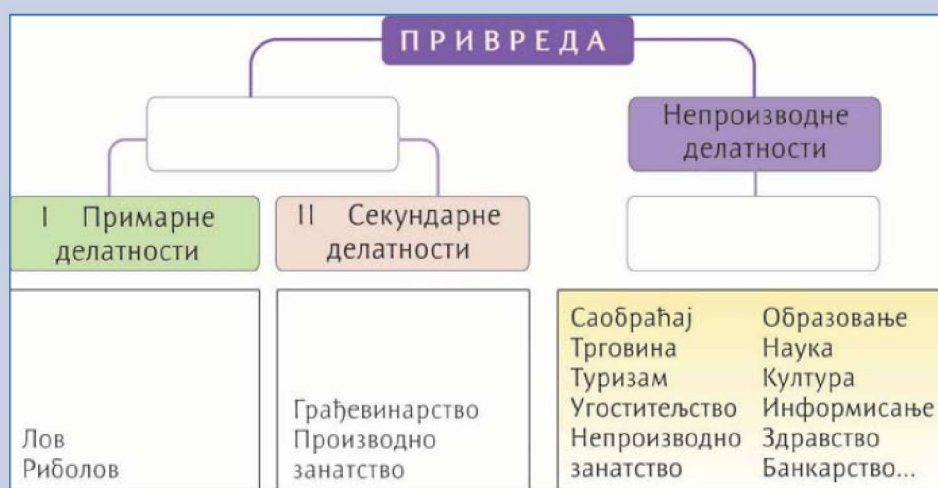 ПРИВРЕДА
Непроизводне
делатности
I Примарне
делатности
II Секундарне
делатности
Лов
Риболов
Грађевинарство
Производно
занатство
Саобраћај
Трговина
Туризам
Угоститељство
Непроизводно
занатство
Образовање
Наука
Култура
Информисање
Здравство
Банкарство...